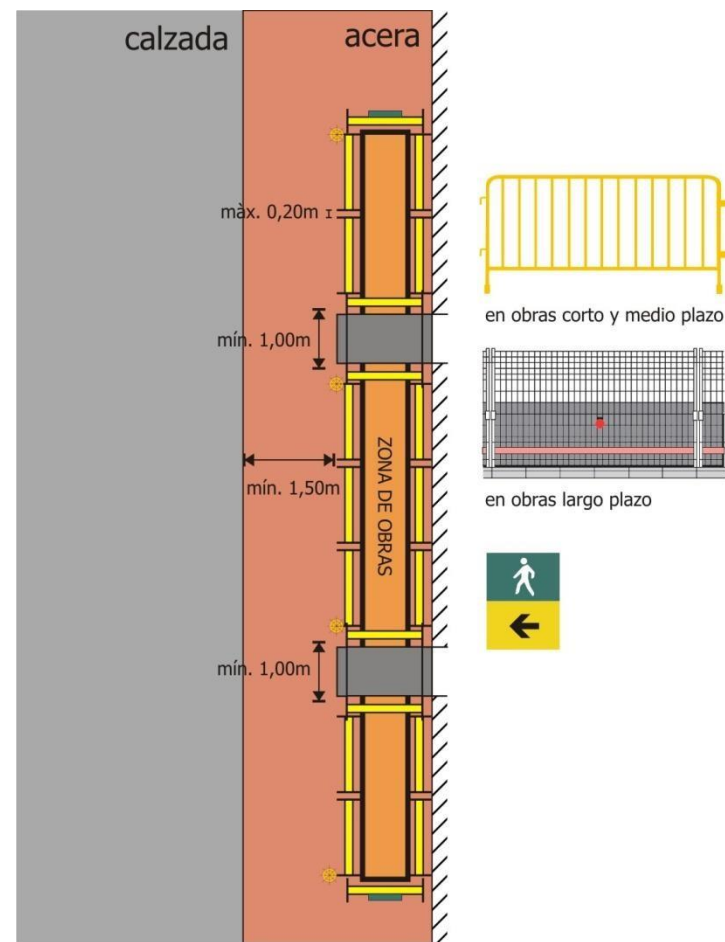 calzada
acera
màx. 0,20m
mín. 1,00m
mín. 1,50m
ZONA DE OBRAS
mín. 1,00m
en obras corto y medio plazo
en obras largo plazo